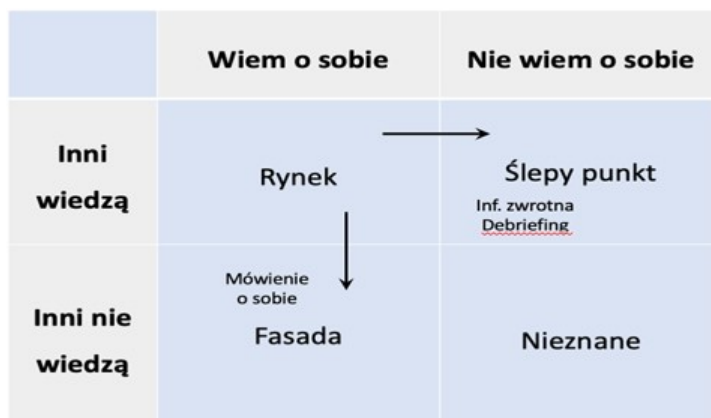 Wiem o sobie
Nie wiem o sobie
Inni
wiedzą
Rynek
Ślepy punkt
Inf. zwrotna
Debriefing
Inni nie
wiedzą
Mówienie
o sobie
Fasada
Nieznane